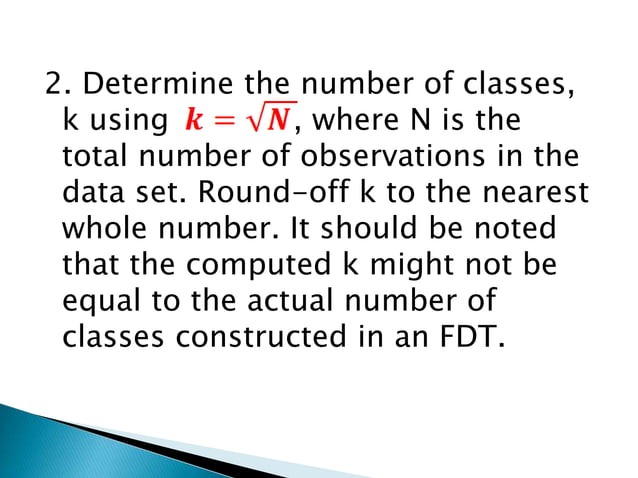 2. Determine the number of classes,
k using k = √N, where N is the
total number of observations in the
data set. Round-off k to the nearest
whole number. It should be noted
that the computed k might not be
equal to the actual number of
classes constructed in an FDT.